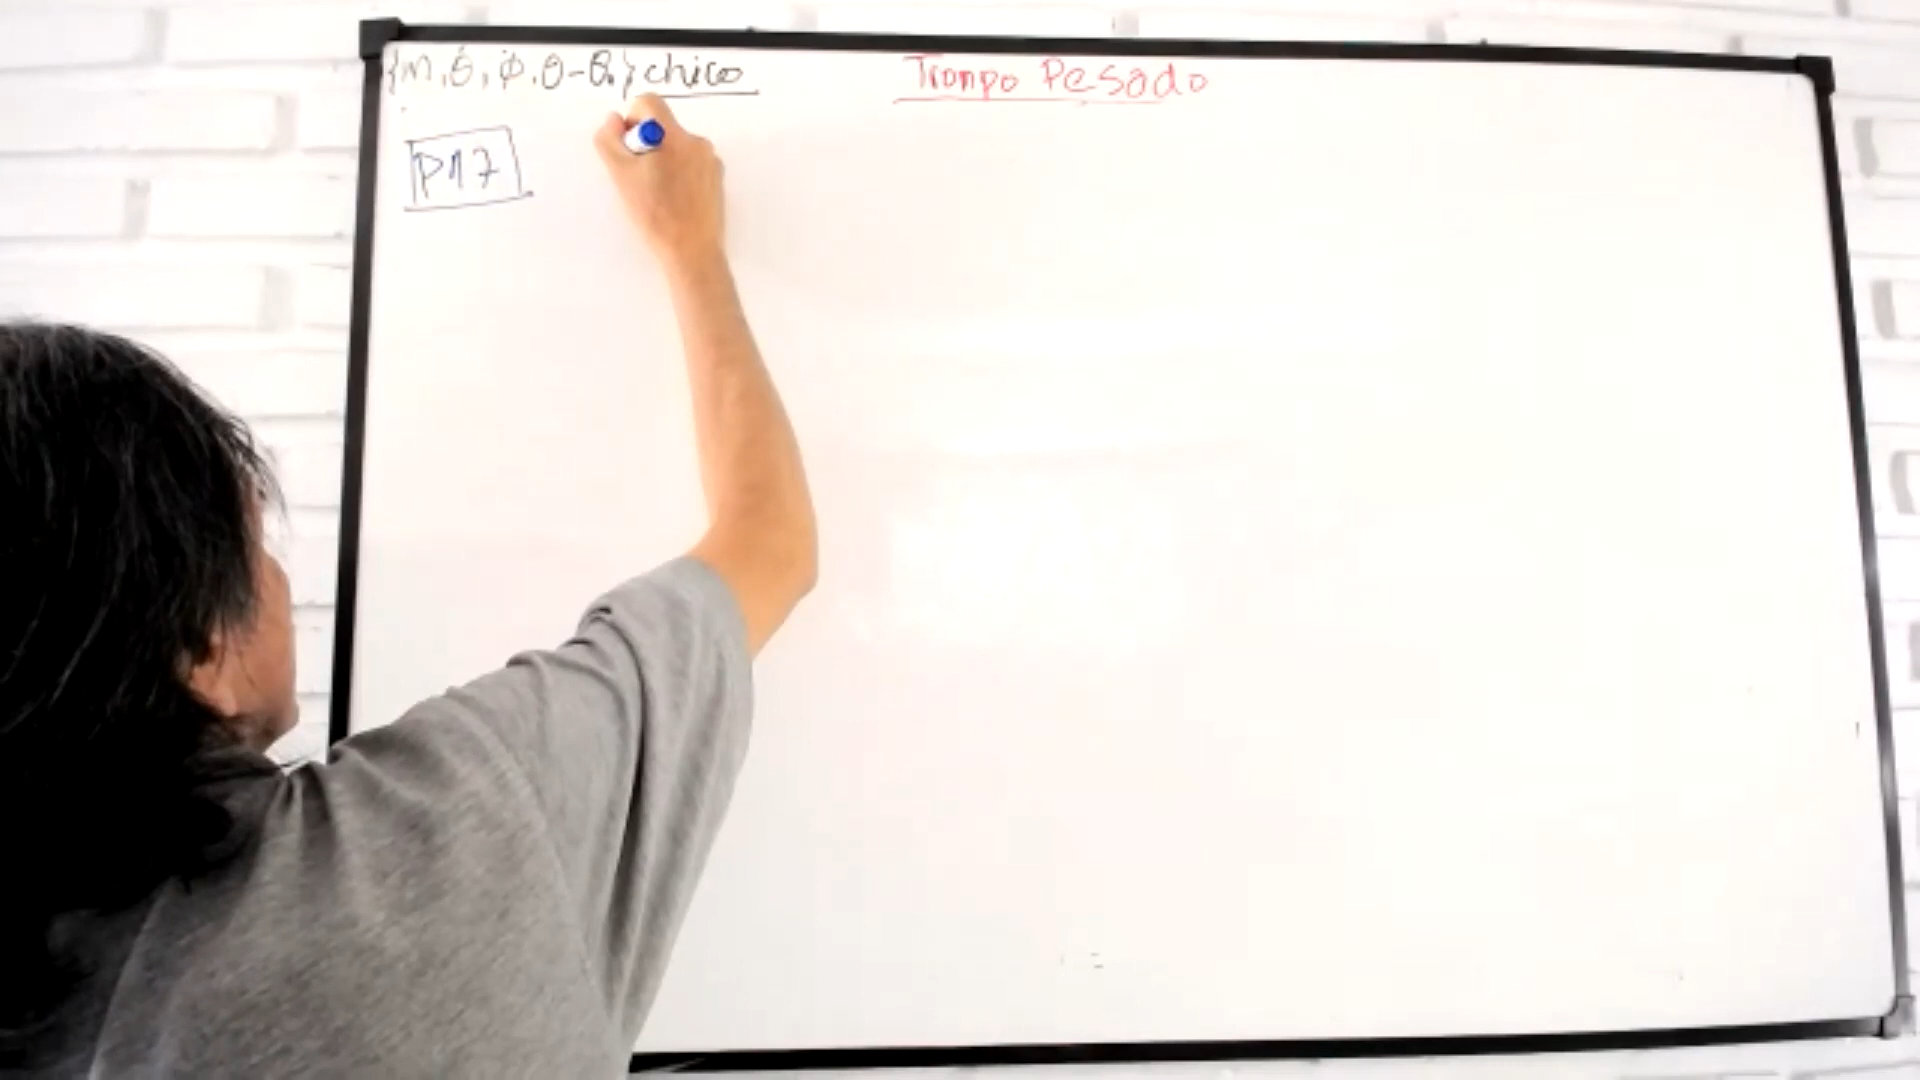 {m, θ̇, φ̇, θ-θ₀} chico
Trompo Pesado
P17